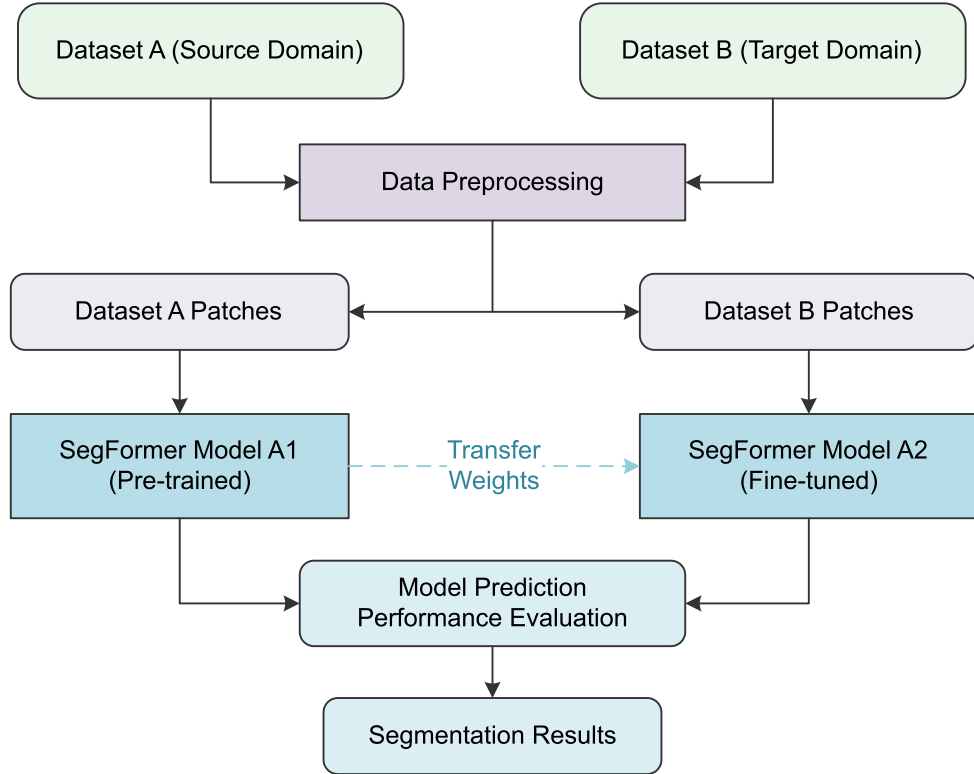 Dataset A (Source Domain)
Dataset B (Target Domain)
Data Preprocessing
Dataset A Patches
Dataset B Patches
SegFormer Model A1
(Pre-trained)
Transfer
Weights
SegFormer Model A2
(Fine-tuned)
Model Prediction
Performance Evaluation
Segmentation Results